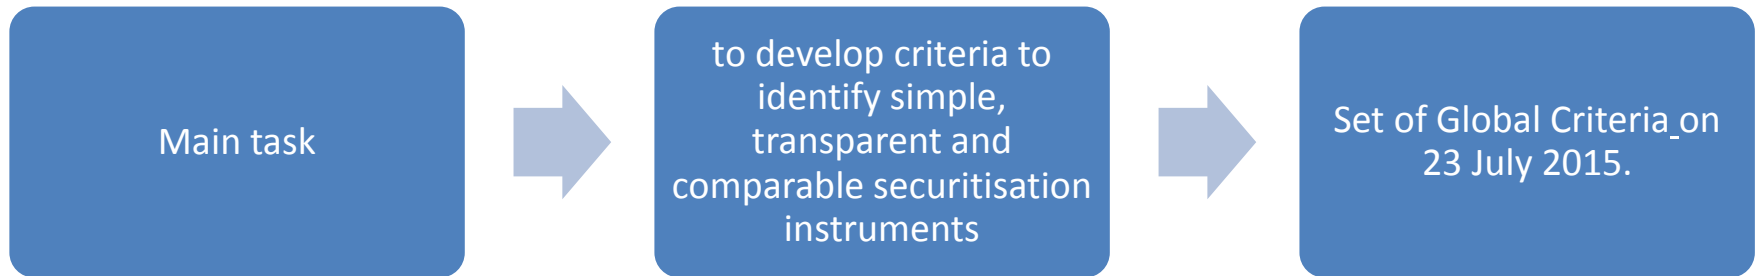 Main task
to develop criteria to
identify simple,
transparent and
comparable securitisation
instruments
Set of Global Criteria on
23 July 2015.